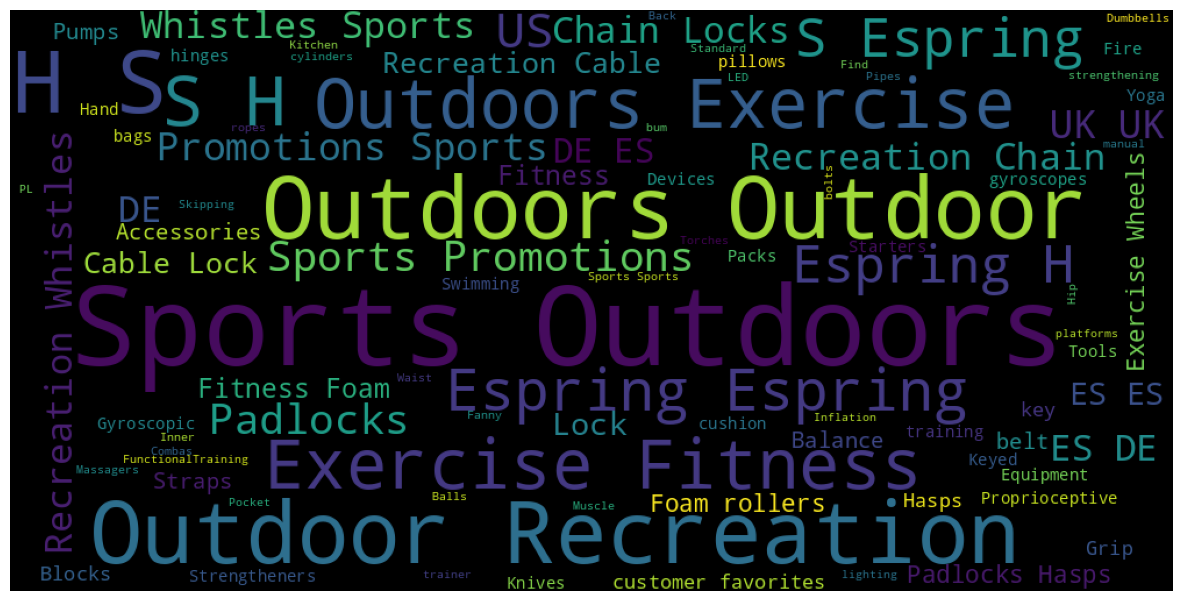 Whistles Sports
US
Back
Dumbbells
Pumps
Chain Locks
S Espring
Kitchen
Standard
Fire
hinges
cylinders
Recreation Cable
pillows
Find
H S
S H
LED
Pipes
strengthening
Outdoors Exercise
Yoga
Hand
bags
ropes
bum
UK UK
Promotions Sports
DE ES
manual
Recreation Chain
Fitness
Devices
bolts
gyroscopes
PL
Recreation Whistles
Exercise Wheels
DE
Skipping
Outdoors Outdoor
Accessories
Torches
Starters
Cable Lock
Sports Promotions
Packs
Espring H
Swimming
Sports Sports
Hip
Sports Outdoors
platforms
Tools
Waist
Fitness Foam
Espring Espring
ES ES
Padlocks
Fanny
key
Gyroscopic
Lock
cushion
Inflation
Inner
Balance
training
belt
ES DE
Combas
FunctionalTraining
Keyed
Massagers
Straps
Exercise Fitness
Equipment
Pocket
Balls
Muscle
Foam rollers
Hasps
Proprioceptive
Outdoor Recreation
Grip
Blocks
Strengtheners
trainer
Knives
customer favorites
lighting
Padlocks Hasps